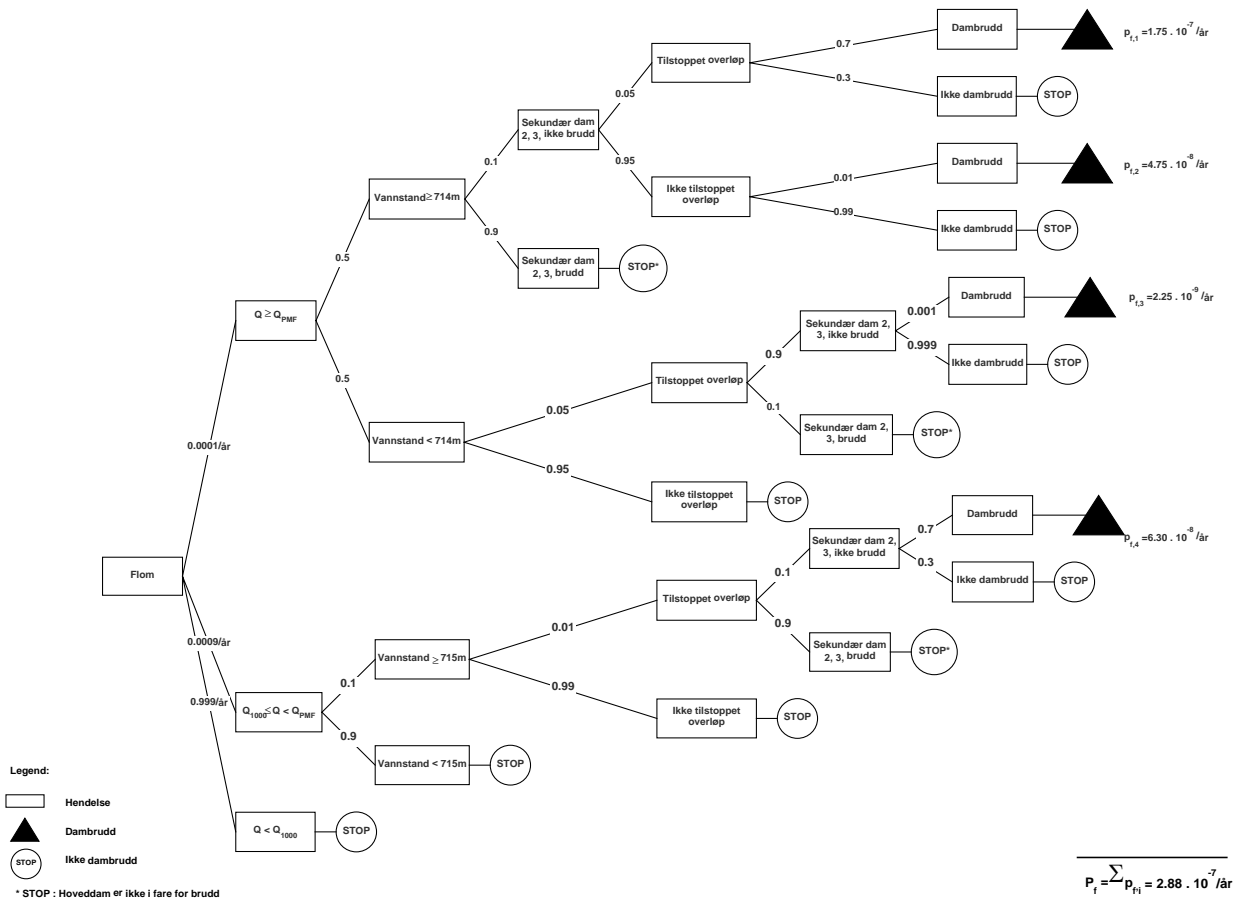 Dambrudd
p f,1 =1.75 . 10 -7 /år
0.7
Tilstoppet overløp
0.3
Ikke dambrudd
STOP
0.05
Sekundær dam
2, 3, ikke brudd
0.1
0.95
Dambrudd
p f,2 =4.75 . 10 -8 /år
0.01
Ikke tilstoppet
overløp
0.99
Ikke dambrudd
STOP
Vannstand ≥ 714m
0.9
Sekundær dam
2, 3, brudd
STOP*
0.5
Q ≥ Q PMF
0.5
Dambrudd
p f,3 =2.25 . 10 -9 /år
0.001
Sekundær dam 2,
3, ikke brudd
0.999
Ikke dambrudd
STOP
0.9
Tilstoppet overløp
0.1
Sekundær dam 2,
3, brudd
STOP*
0.05
Vannstand < 714m
0.95
Ikke tilstoppet
overløp
STOP
0.0001/år
Flom
Dambrudd
p f,4 =6.30 . 10 -8 /år
0.7
Sekundær dam 2,
3, ikke brudd
0.3
Ikke dambrudd
STOP
0.1
Tilstoppet overløp
0.9
Sekundær dam
2, 3, brudd
STOP*
0.01
Vannstand ≥ 715m
0.99
Ikke tilstoppet
overløp
STOP
0.0009/år
0.1
Q 1000 ≤ Q < Q PMF
0.9
Vannstand < 715m
STOP
0.999/år
Q < Q 1000
STOP
Legend:
Hendelse
Dambrudd
STOP
Ikke dambrudd
* STOP : Hoveddam er ikke i fare for brudd
P f = ∑ p f,i = 2.88 . 10 -7 /år